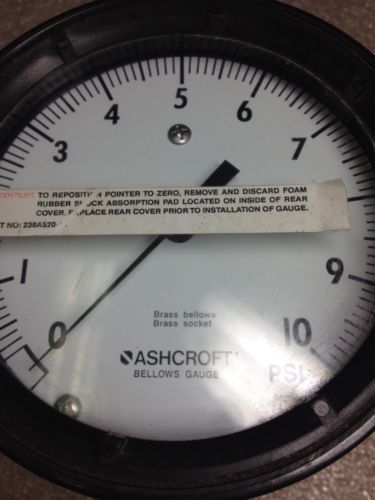 5
4
6
3
7
TO REPOSITION POINTER TO ZERO, REMOVE AND DISCARD FOAM
RUBBER SHOCK ABSORPTION PAD LOCATED ON INSIDE OF REAR
COVER. REPLACE REAR COVER PRIOR TO INSTALLATION OF GAUGE.
NO: 238A520-
1
9
Brass bellows
Brass socket
0
10
ASHCROFT
BELLOWS GAUGE
PSI